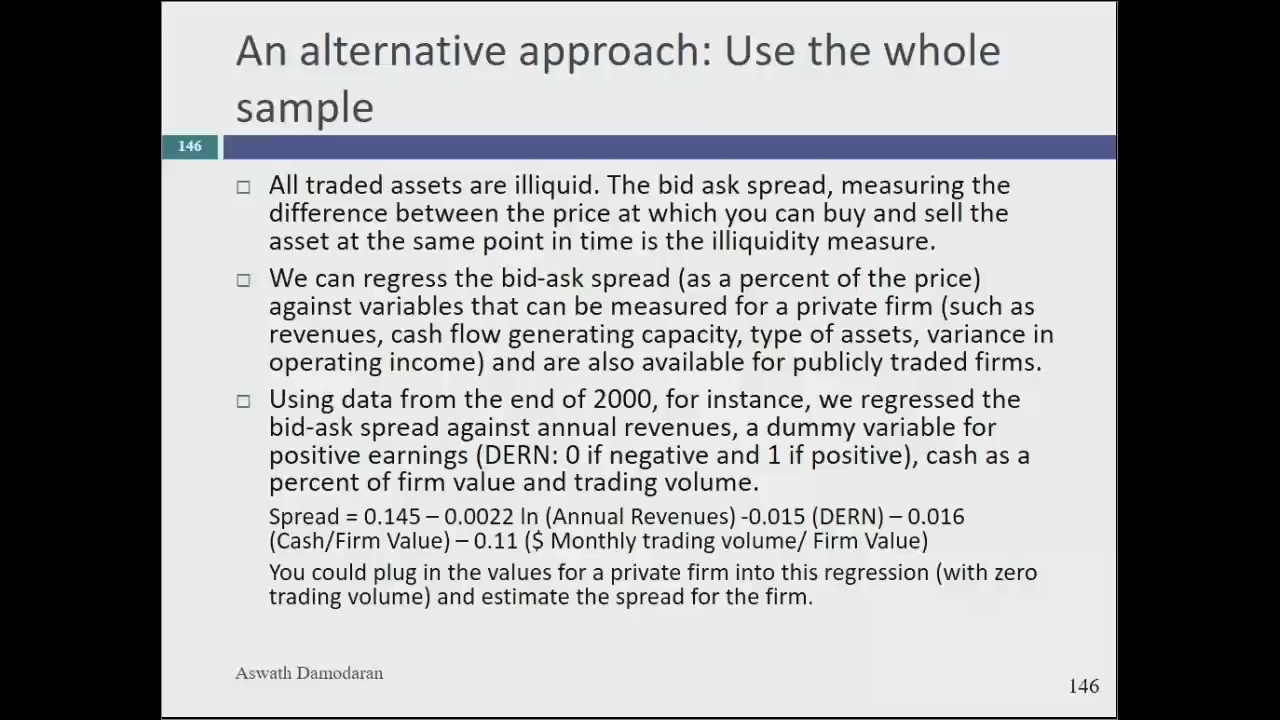 An alternative approach: Use the whole
sample
146
All traded assets are illiquid. The bid ask spread, measuring the
difference between the price at which you can buy and sell the
asset at the same point in time is the illiquidity measure.
We can regress the bid-ask spread (as a percent of the price)
against variables that can be measured for a private firm (such as
revenues, cash flow generating capacity, type of assets, variance in
operating income) and are also available for publicly traded firms.
Using data from the end of 2000, for instance, we regressed the
bid-ask spread against annual revenues, a dummy variable for
positive earnings (DERN: 0 if negative and 1 if positive), cash as a
percent of firm value and trading volume.
Spread = 0.145 – 0.0022 ln (Annual Revenues) -0.015 (DERN) – 0.016
(Cash/Firm Value) – 0.11 ($ Monthly trading volume/ Firm Value)
You could plug in the values for a private firm into this regression (with zero
trading volume) and estimate the spread for the firm.
Aswath Damodaran
146